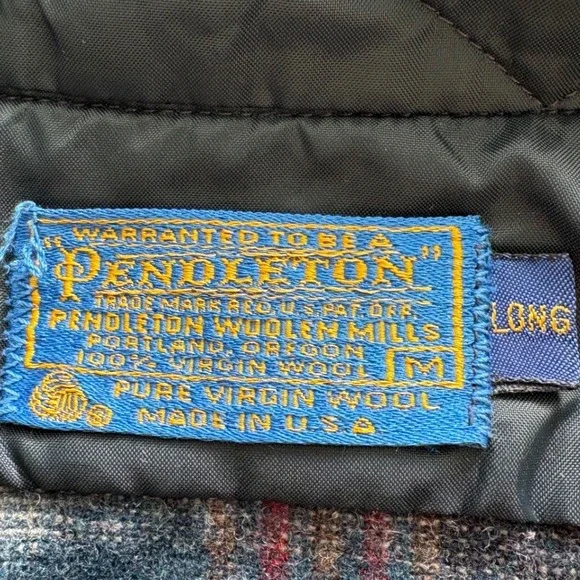 WARRANTED TO BE A
"PENDLETON"
TRADE MARK REG. U.S. PAT. OFF.
PENDLETON WOOLEN MILLS
PORTLAND, OREGON
100% VIRGIN WOOL
M
LONG
PURE VIRGIN WOOL
MADE IN U.S.A